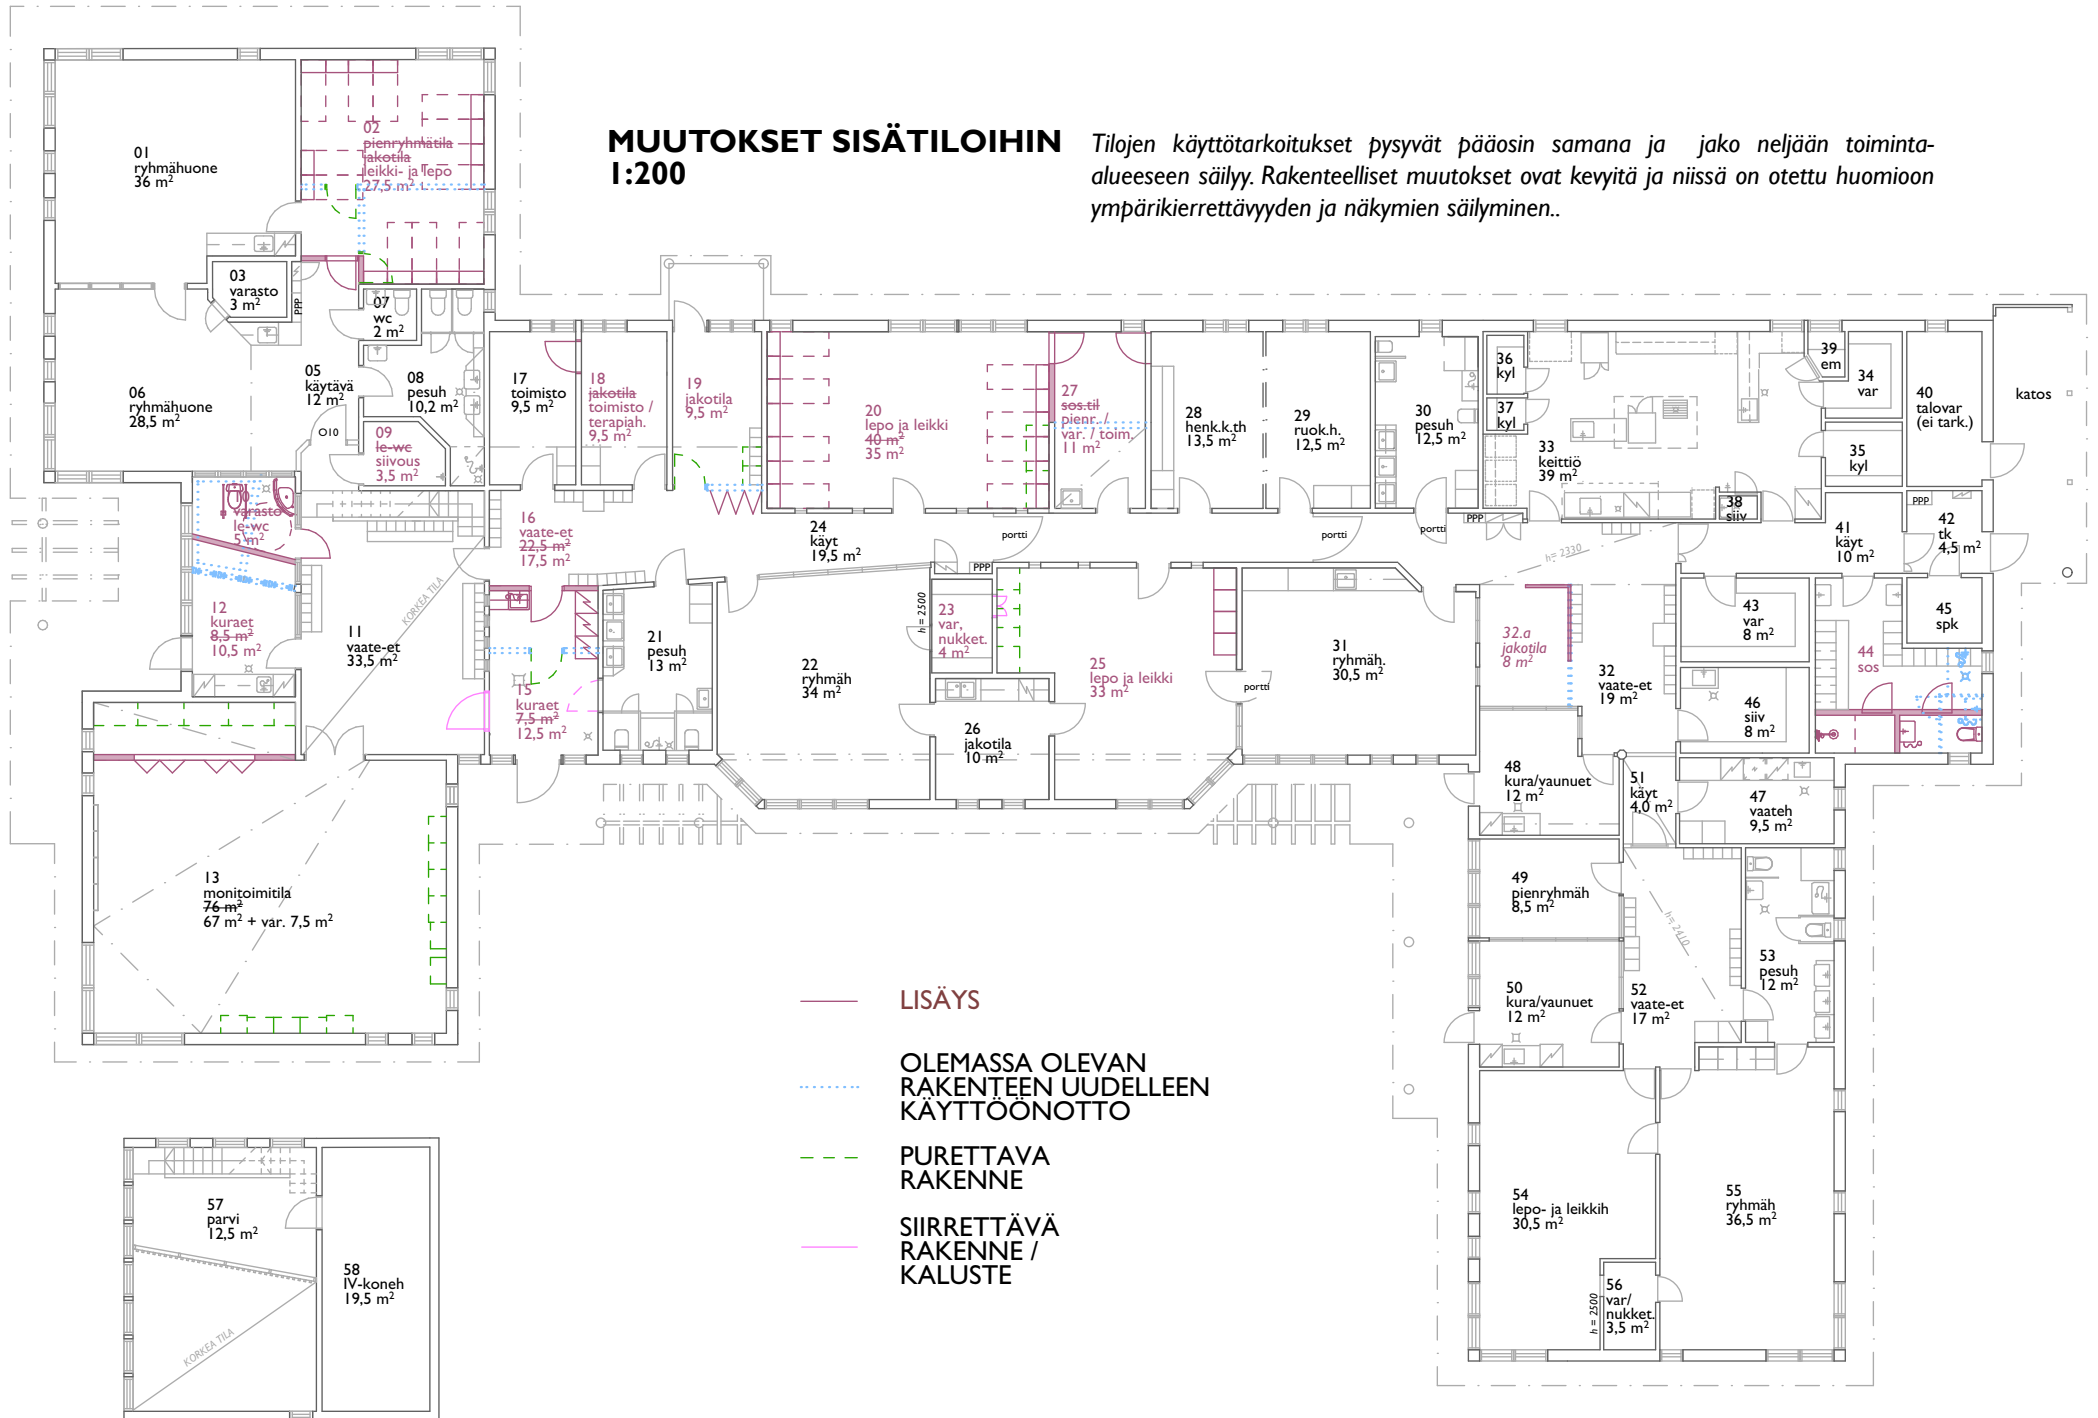 MUUTOKSET SISÄTILOIHIN
1:200
Tilojen käyttötarkoitukset pysyvät pääosin samana ja jako neljään toiminta-
alueeseen säilyy. Rakenteelliset muutokset ovat kevyitä ja niissä on otettu huomioon
ympärikierrettävyyden ja näkymien säilyminen..
01
ryhmähuone
36 m²
02
pienryhmätila
jakotila
leikki- ja lepo
27,5 m²
03
varasto
3 m²
PPP
07
wc
2 m²
05
käytävä
12 m²
06
ryhmähuone
28,5 m²
08
pesuh
10,2 m²
O10
09
le-wc
siivous
3,5 m²
10
varasto
le-wc
5 m²
12
kuraet
8,5 m²
10,5 m²
11
vaate-et
33,5 m²
KORKEA TILA
13
monitoimitila
76 m²
67 m² + var. 7,5 m²
17
toimisto
9,5 m²
18
jakotila
toimisto /
terapiah.
9,5 m²
19
jakotila
9,5 m²
16
vaate-et
22,5 m²
17,5 m²
15
kuraet
7,5 m²
12,5 m²
21
pesuh
13 m²
20
lepo ja leikki
40 m²
35 m²
24
käyt
19,5 m²
22
ryhmäh
34 m²
PPP
h = 2500
23
var,
nukket.
4 m²
25
lepo ja leikki
33 m²
26
jakotila
10 m²
27
sos.til
pienr. /
var. / toim.
11 m²
28
henk.k.th
13,5 m²
29
ruok.h.
12,5 m²
30
pesuh
12,5 m²
portti
portti
portti
portti
31
ryhmäh.
30,5 m²
36
kyl
37
kyl
33
keittiö
39 m²
38
siiv
39
em
34
var
35
kyl
40
talovar
(ei tark.)
katos
PPP
h= 2330
41
käyt
10 m²
PPP
42
tk
4,5 m²
43
var
8 m²
45
spk
44
sos
32.a
jakotila
8 m²
32
vaate-et
19 m²
46
siiv
8 m²
48
kura/vaunuet
12 m²
51
käyt
4,0 m²
47
vaateh
9,5 m²
49
pienryhmäh
8,5 m²
h= 2410
50
kura/vaunuet
12 m²
52
vaate-et
17 m²
53
pesuh
12 m²
54
lepo- ja leikkih
30,5 m²
55
ryhmäh
36,5 m²
h = 2500
56
var/
nukket.
3,5 m²
57
parvi
12,5 m²
KORKEA TILA
58
IV-koneh
19,5 m²
LISÄYS
OLEMASSA OLEVAN
RAKENTEEN UUDELLEEN
KÄYTTÖÖNOTTO
PURETTAVA
RAKENNE
SIIRRETTÄVÄ
RAKENNE /
KALUSTE